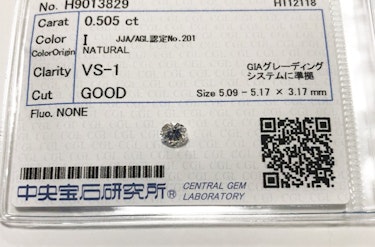 No. H9013829 H112118
Carat 0.505 ct
Color I JJA/AGL認定No.201
ColorOrigin NATURAL
Clarity VS-1 GIAグレーディング
システムに準拠
Cut GOOD Size 5.09 - 5.17 × 3.17 mm
Fluo. NONE
中央宝石研究所® CENTRAL GEM
LABORATORY